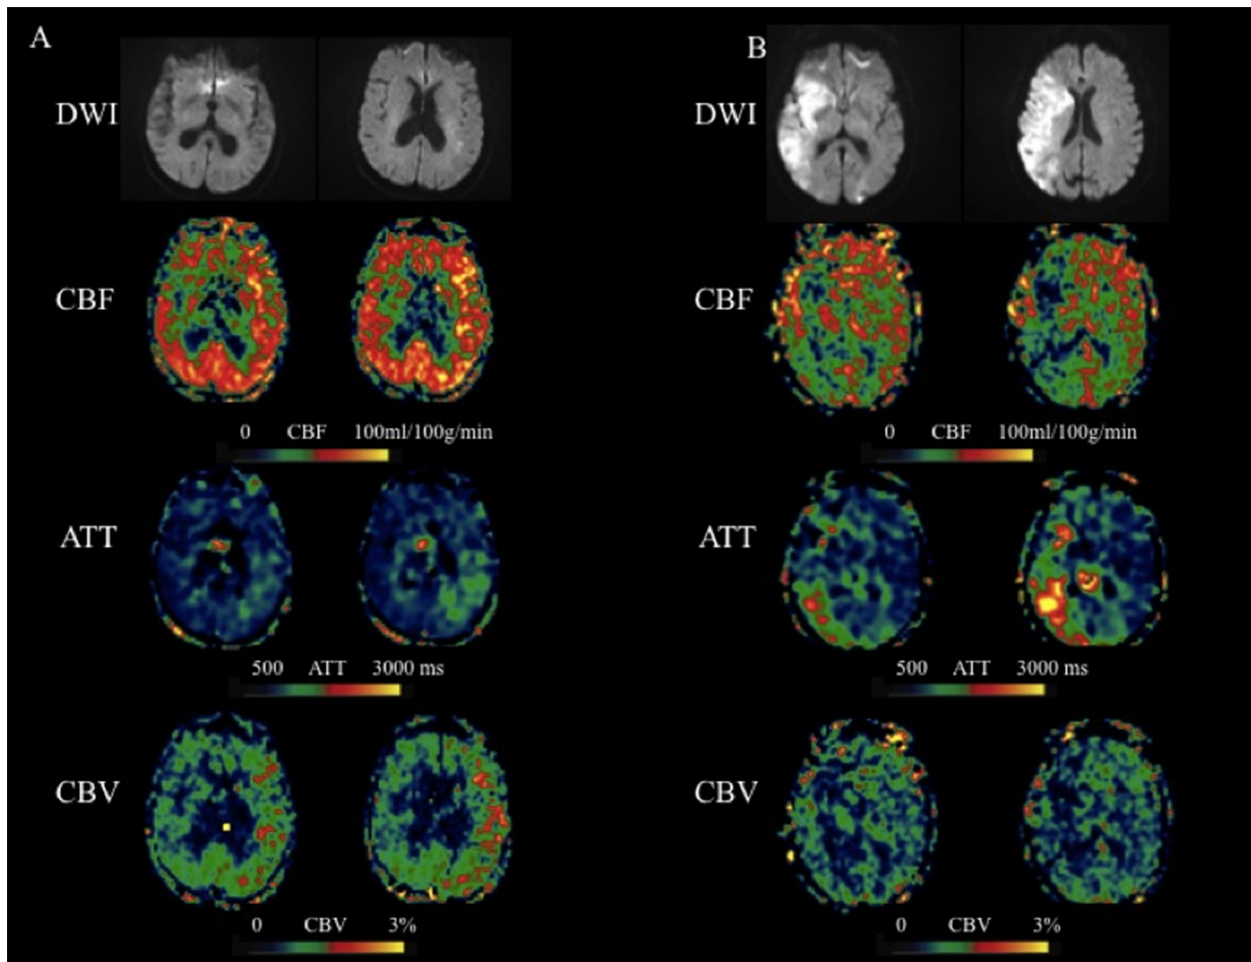 A
DWI
CBF
0 CBF 100ml/100g/min
ATT
500 ATT 3000 ms
CBV
0 CBV 3%
B
DWI
CBF
0 CBF 100ml/100g/min
ATT
500 ATT 3000 ms
CBV
0 CBV 3%